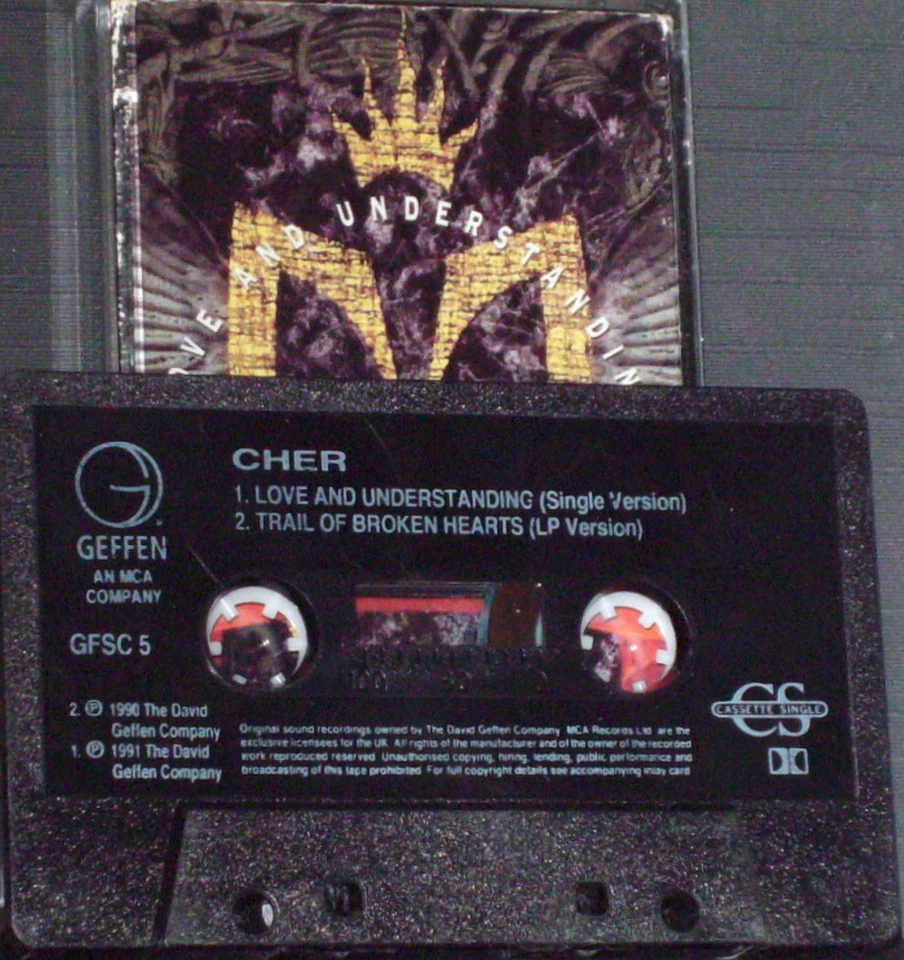 OVE AND UNDERSTANDIN
CHER
1. LOVE AND UNDERSTANDING (Single Version)
2. TRAIL OF BROKEN HEARTS (LP Version)
GEFFEN
AN MCA
COMPANY
GFSC 5
2. ℗ 1990 The David
Geffen Company
1. ℗ 1991 The David
Geffen Company
Original sound recordings owned by The David Geffen Company MCA Records Ltd are the
exclusive licensees for the UK. All rights of the manufacturer and of the owner of the recorded
work reproduced reserved Unauthorised copying, hiring, lending, public performance and
broadcasting of this tape prohibited. For full copyright details see accompanying inlay card
CS
CASSETTE SINGLE